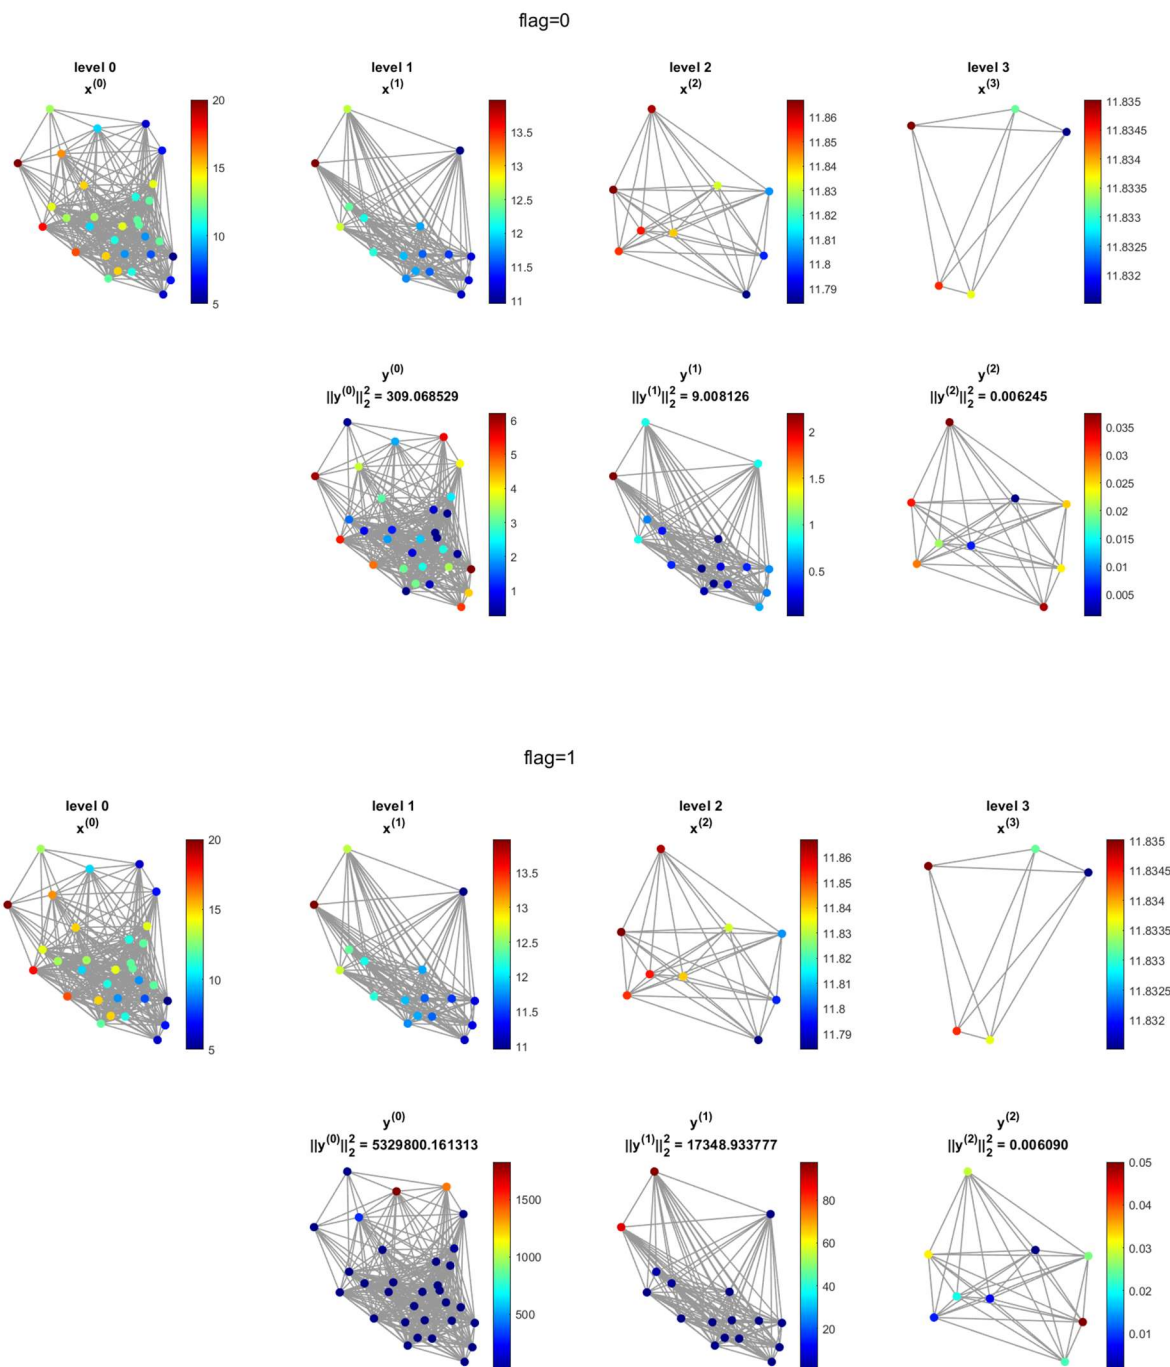 flag=0
level 0
x^(0)
20
15
10
5
level 1
x^(1)
13.5
13
12.5
12
11.5
11
level 2
x^(2)
11.86
11.85
11.84
11.83
11.82
11.81
11.8
11.79
level 3
x^(3)
11.835
11.8345
11.834
11.8335
11.833
11.8325
11.832
y^(0)
||y^(0)||_2^2 = 309.068529
6
5
4
3
2
1
y^(1)
||y^(1)||_2^2 = 9.008126
2
1.5
1
0.5
y^(2)
||y^(2)||_2^2 = 0.006245
0.035
0.03
0.025
0.02
0.015
0.01
0.005
flag=1
level 0
x^(0)
20
15
10
5
level 1
x^(1)
13.5
13
12.5
12
11.5
11
level 2
x^(2)
11.86
11.85
11.84
11.83
11.82
11.81
11.8
11.79
level 3
x^(3)
11.835
11.8345
11.834
11.8335
11.833
11.8325
11.832
y^(0)
||y^(0)||_2^2 = 5329800.161313
1500
1000
500
y^(1)
||y^(1)||_2^2 = 17348.933777
80
60
40
20
y^(2)
||y^(2)||_2^2 = 0.006090
0.05
0.04
0.03
0.02
0.01